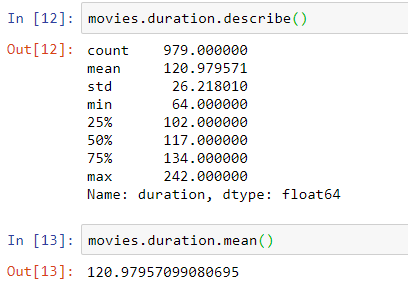 In [12]: movies.duration.describe()
Out[12]: count    979.000000
mean     120.979571
std       26.218010
min       64.000000
25%      102.000000
50%      117.000000
75%      134.000000
max      242.000000
Name: duration, dtype: float64
In [13]: movies.duration.mean()
Out[13]: 120.97957099080695